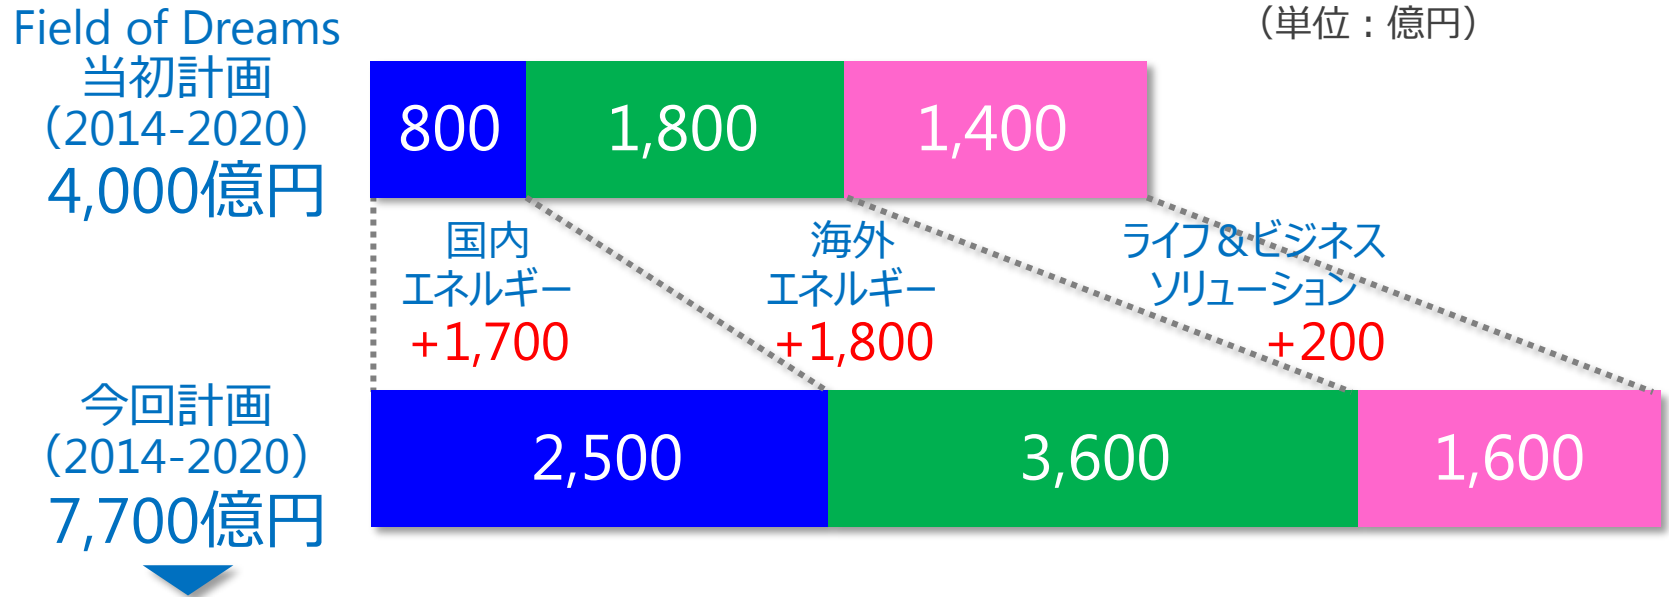 Field of Dreams
当初計画
（2014-2020）
4,000億円
（単位：億円）
800
1,800
1,400
国内
エネルギー
+1,700
海外
エネルギー
+1,800
ライフ＆ビジネス
ソリューション
+200
今回計画
（2014-2020）
7,700億円
2,500
3,600
1,600